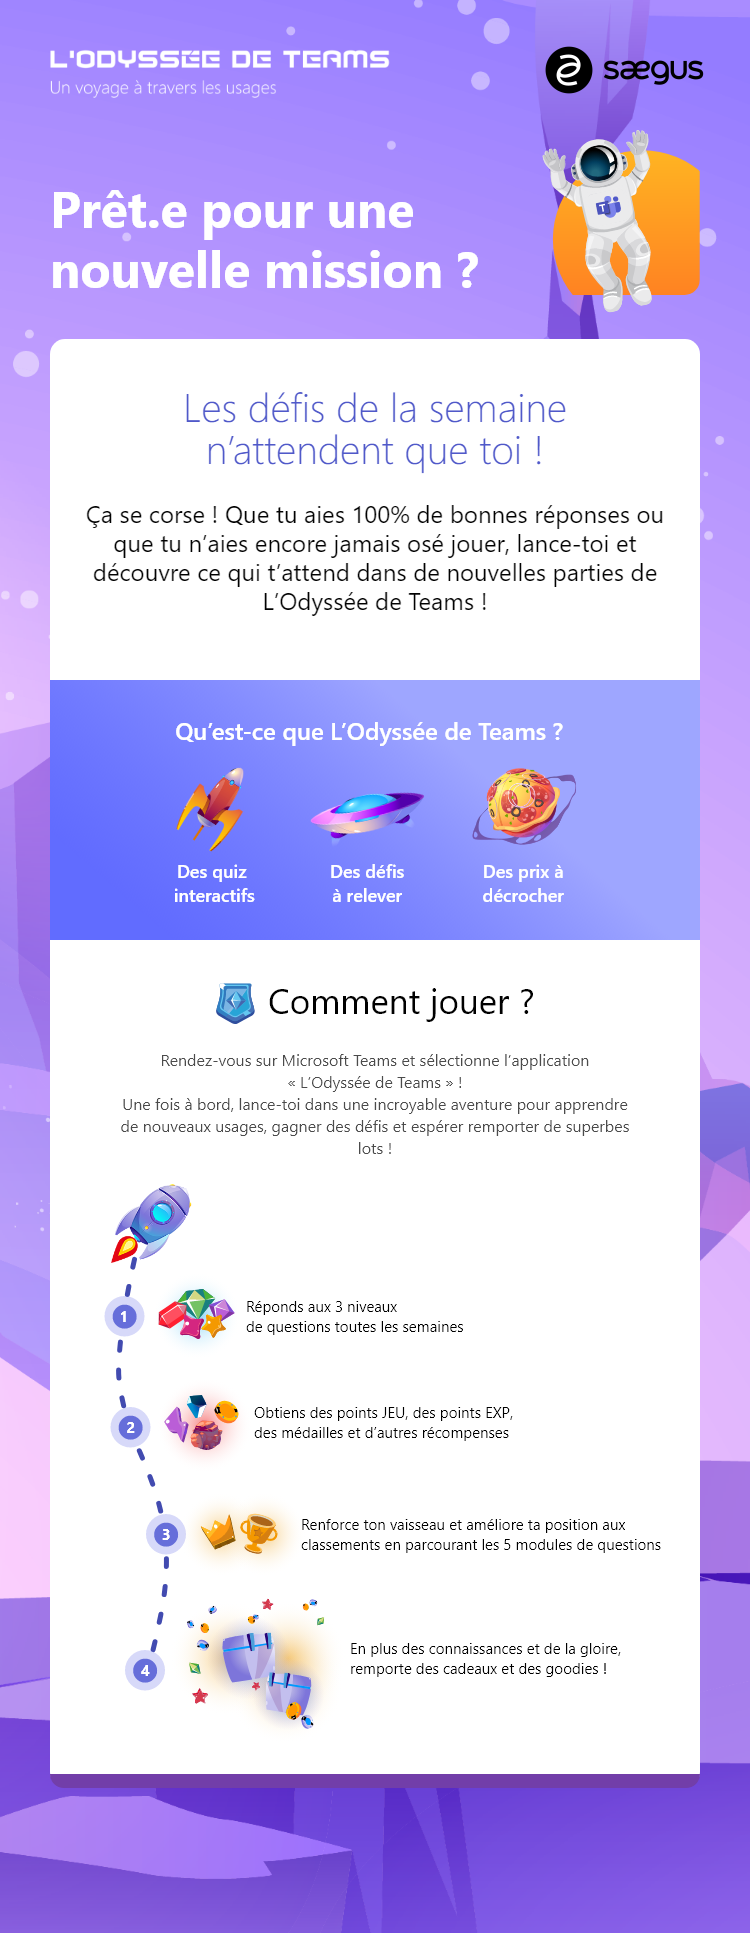 L'ODYSSÉE DE TEAMS
Un voyage à travers les usages
sægus
Prêt.e pour une
nouvelle mission ?
T
Les défis de la semaine
n’attendent que toi !
Ça se corse ! Que tu aies 100% de bonnes réponses ou
que tu n’aies encore jamais osé jouer, lance-toi et
découvre ce qui t’attend dans de nouvelles parties de
L’Odyssée de Teams !
Qu’est-ce que L’Odyssée de Teams ?
Des quiz
interactifs
Des défis
à relever
Des prix à
décrocher
Comment jouer ?
Rendez-vous sur Microsoft Teams et sélectionne l’application
« L’Odyssée de Teams » !
Une fois à bord, lance-toi dans une incroyable aventure pour apprendre
de nouveaux usages, gagner des défis et espérer remporter de superbes
lots !
1
Réponds aux 3 niveaux
de questions toutes les semaines
2
Obtiens des points JEU, des points EXP,
des médailles et d’autres récompenses
3
Renforce ton vaisseau et améliore ta position aux
classements en parcourant les 5 modules de questions
4
En plus des connaissances et de la gloire,
remporte des cadeaux et des goodies !